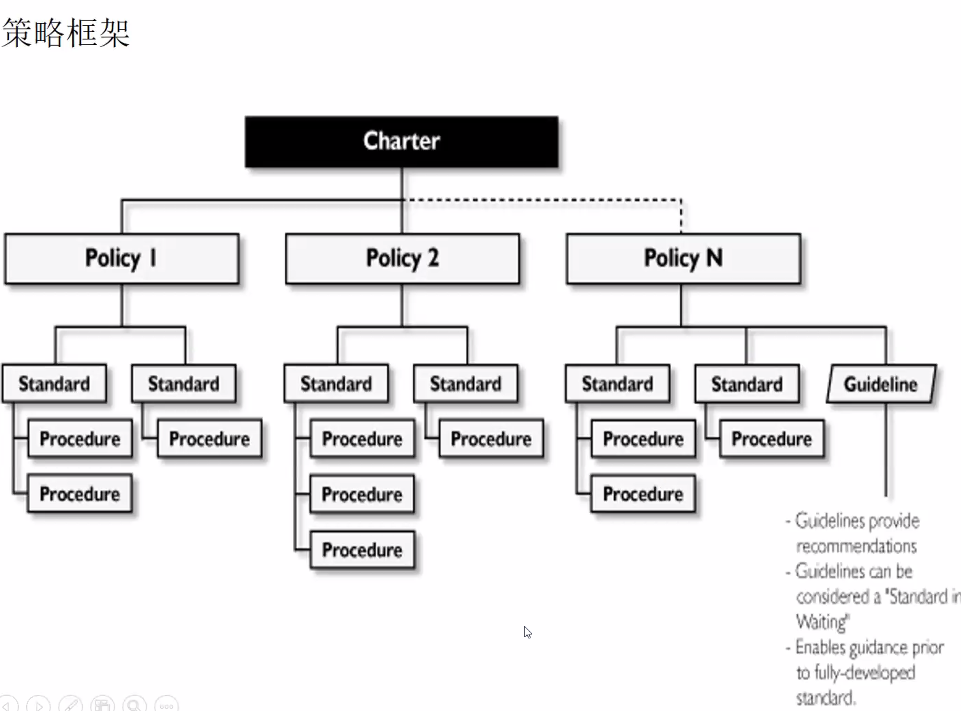 策略框架
Charter
Policy 1
Policy 2
Policy N
Standard
Standard
Standard
Standard
Standard
Standard
Guideline
Procedure
Procedure
Procedure
Procedure
Procedure
Procedure
Procedure
Procedure
Procedure
Procedure
- Guidelines provide
recommendations
- Guidelines can be
considered a "Standard in
Waiting"
- Enables guidance prior
to fully-developed
standard.